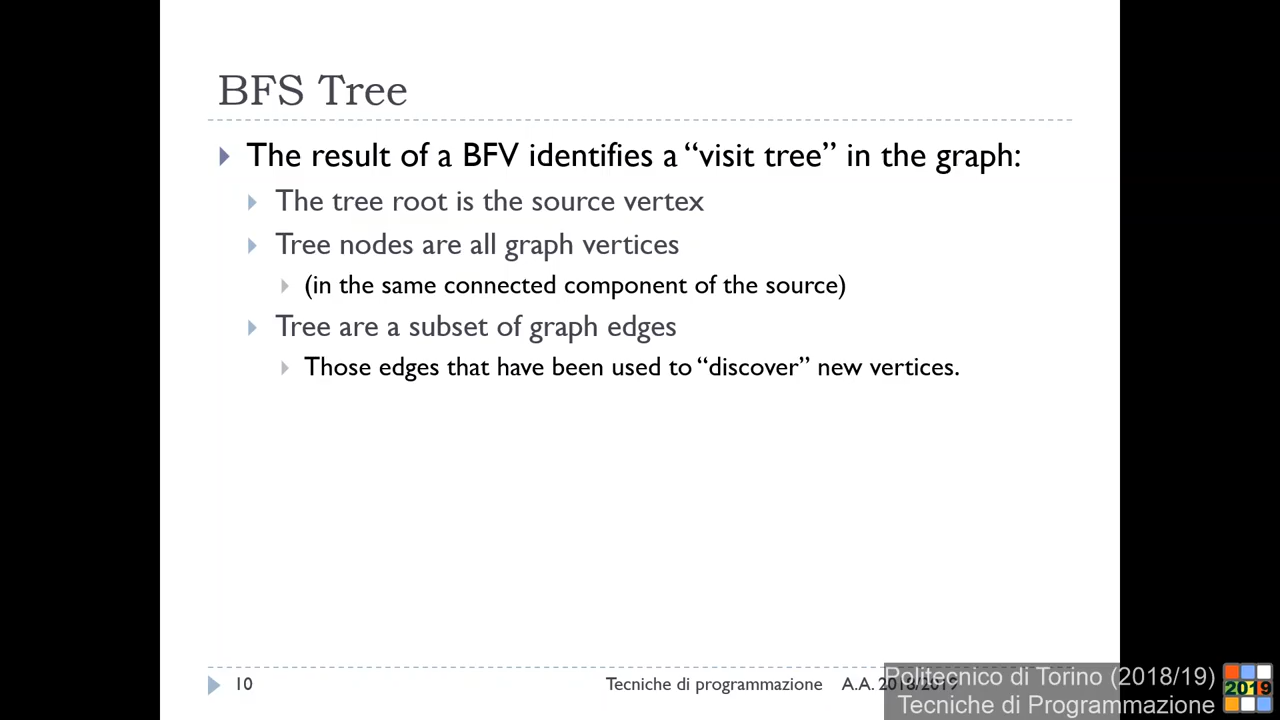 BFS Tree
The result of a BFV identifies a “visit tree” in the graph:
The tree root is the source vertex
Tree nodes are all graph vertices
(in the same connected component of the source)
Tree are a subset of graph edges
Those edges that have been used to “discover” new vertices.
10
Tecniche di programmazione A.A. 2018/2019
Politecnico di Torino (2018/19)
Tecniche di Programmazione
2019